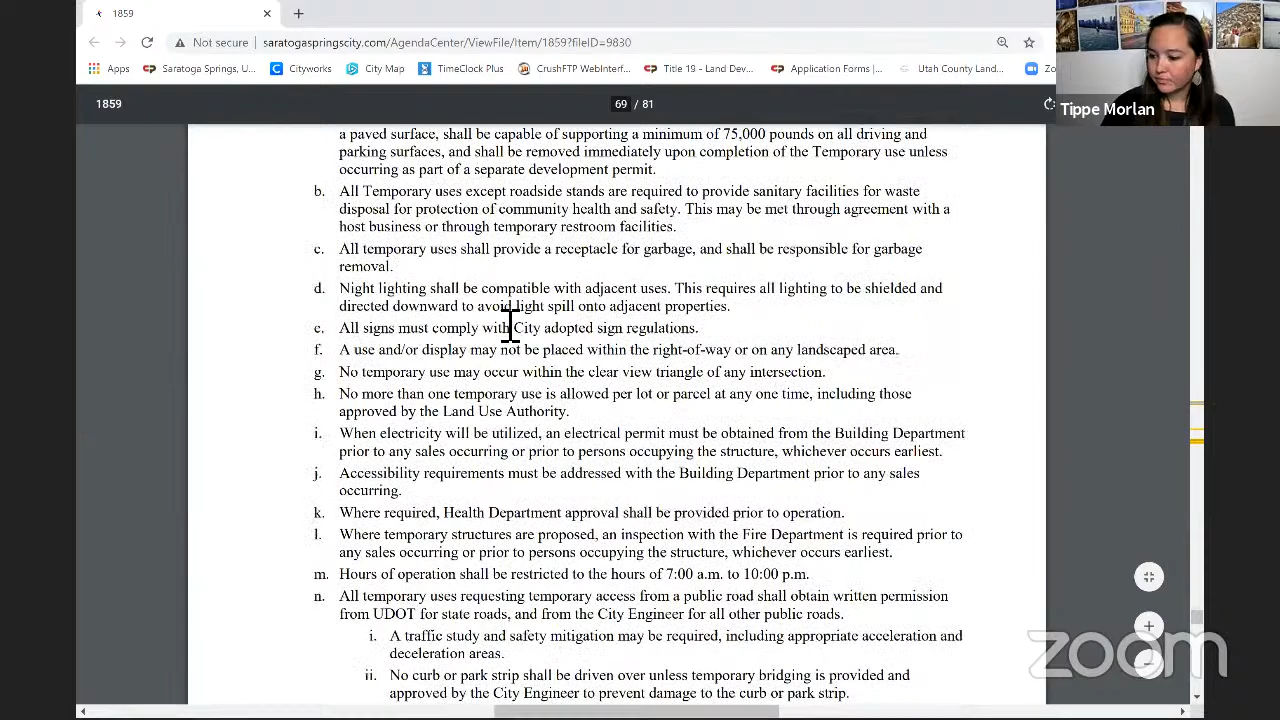 1859
Not secure
saratogaspringscity.com/AgendaCenter/ViewFile/Item/1859?fileID=9830
Apps
Saratoga Springs, U...
Cityworks
City Map
Time Clock Plus
CrushFTP WebInterf...
Title 19 – Land Dev...
Application Forms |...
Utah County Land...
Zo
1859
69 / 81
Tippe Morlan
a paved surface, shall be capable of supporting a minimum of 75,000 pounds on all driving and
parking surfaces, and shall be removed immediately upon completion of the Temporary use unless
occurring as part of a separate development permit.
b. All Temporary uses except roadside stands are required to provide sanitary facilities for waste
disposal for protection of community health and safety. This may be met through agreement with a
host business or through temporary restroom facilities.
c. All temporary uses shall provide a receptacle for garbage, and shall be responsible for garbage
removal.
d. Night lighting shall be compatible with adjacent uses. This requires all lighting to be shielded and
directed downward to avoid light spill onto adjacent properties.
e. All signs must comply with City adopted sign regulations.
f. A use and/or display may not be placed within the right-of-way or on any landscaped area.
g. No temporary use may occur within the clear view triangle of any intersection.
h. No more than one temporary use is allowed per lot or parcel at any one time, including those
approved by the Land Use Authority.
i. When electricity will be utilized, an electrical permit must be obtained from the Building Department
prior to any sales occurring or prior to persons occupying the structure, whichever occurs earliest.
j. Accessibility requirements must be addressed with the Building Department prior to any sales
occurring.
k. Where required, Health Department approval shall be provided prior to operation.
l. Where temporary structures are proposed, an inspection with the Fire Department is required prior to
any sales occurring or prior to persons occupying the structure, whichever occurs earliest.
m. Hours of operation shall be restricted to the hours of 7:00 a.m. to 10:00 p.m.
n. All temporary uses requesting temporary access from a public road shall obtain written permission
from UDOT for state roads, and from the City Engineer for all other public roads.
i. A traffic study and safety mitigation may be required, including appropriate acceleration and
deceleration areas.
ii. No curb or park strip shall be driven over unless temporary bridging is provided and
approved by the City Engineer to prevent damage to the curb or park strip.
zoom